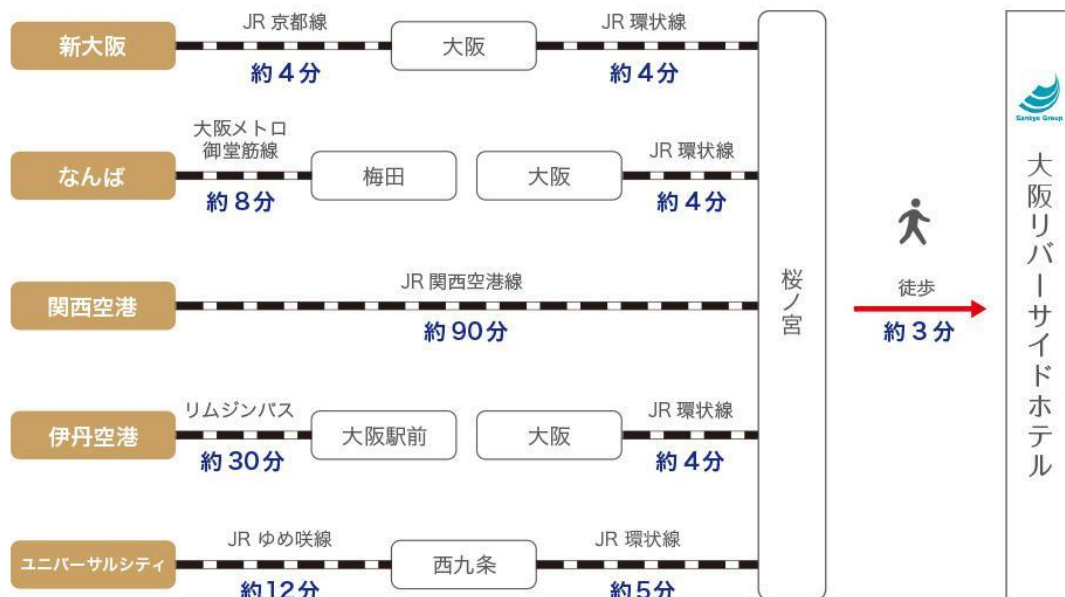 新大阪
JR 京都線
約4分
大阪
JR 環状線
約4分
なんば
大阪メトロ
御堂筋線
約8分
梅田
大阪
JR 環状線
約4分
関西空港
JR 関西空港線
約90分
伊丹空港
リムジンバス
約30分
大阪駅前
大阪
JR 環状線
約4分
ユニバーサルシティ
JR ゆめ咲線
約12分
西九条
JR 環状線
約5分
桜ノ宮
徒歩
約3分
Sankyo Group
大阪リバーサイドホテル